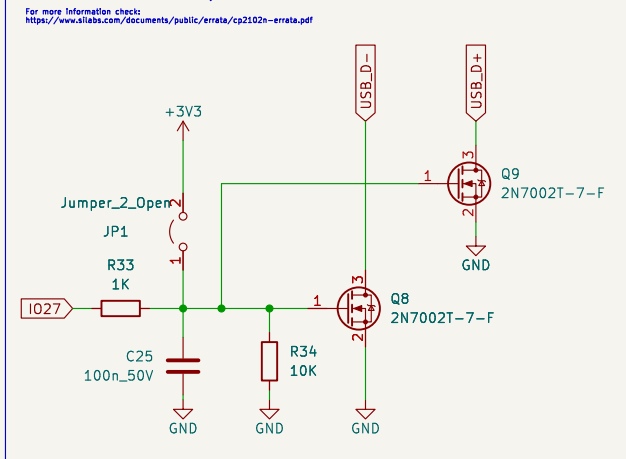 For more information check:
https://www.silabs.com/documents/public/errata/cp2102n-errata.pdf
USB_D-
USB_D+
+3V3
3
1
Q9
2N7002T-7-F
2
GND
Jumper_2_Open
2
JP1
1
R33
1K
IO27
3
1
Q8
2N7002T-7-F
2
C25
100n_50V
R34
10K
GND
GND
GND